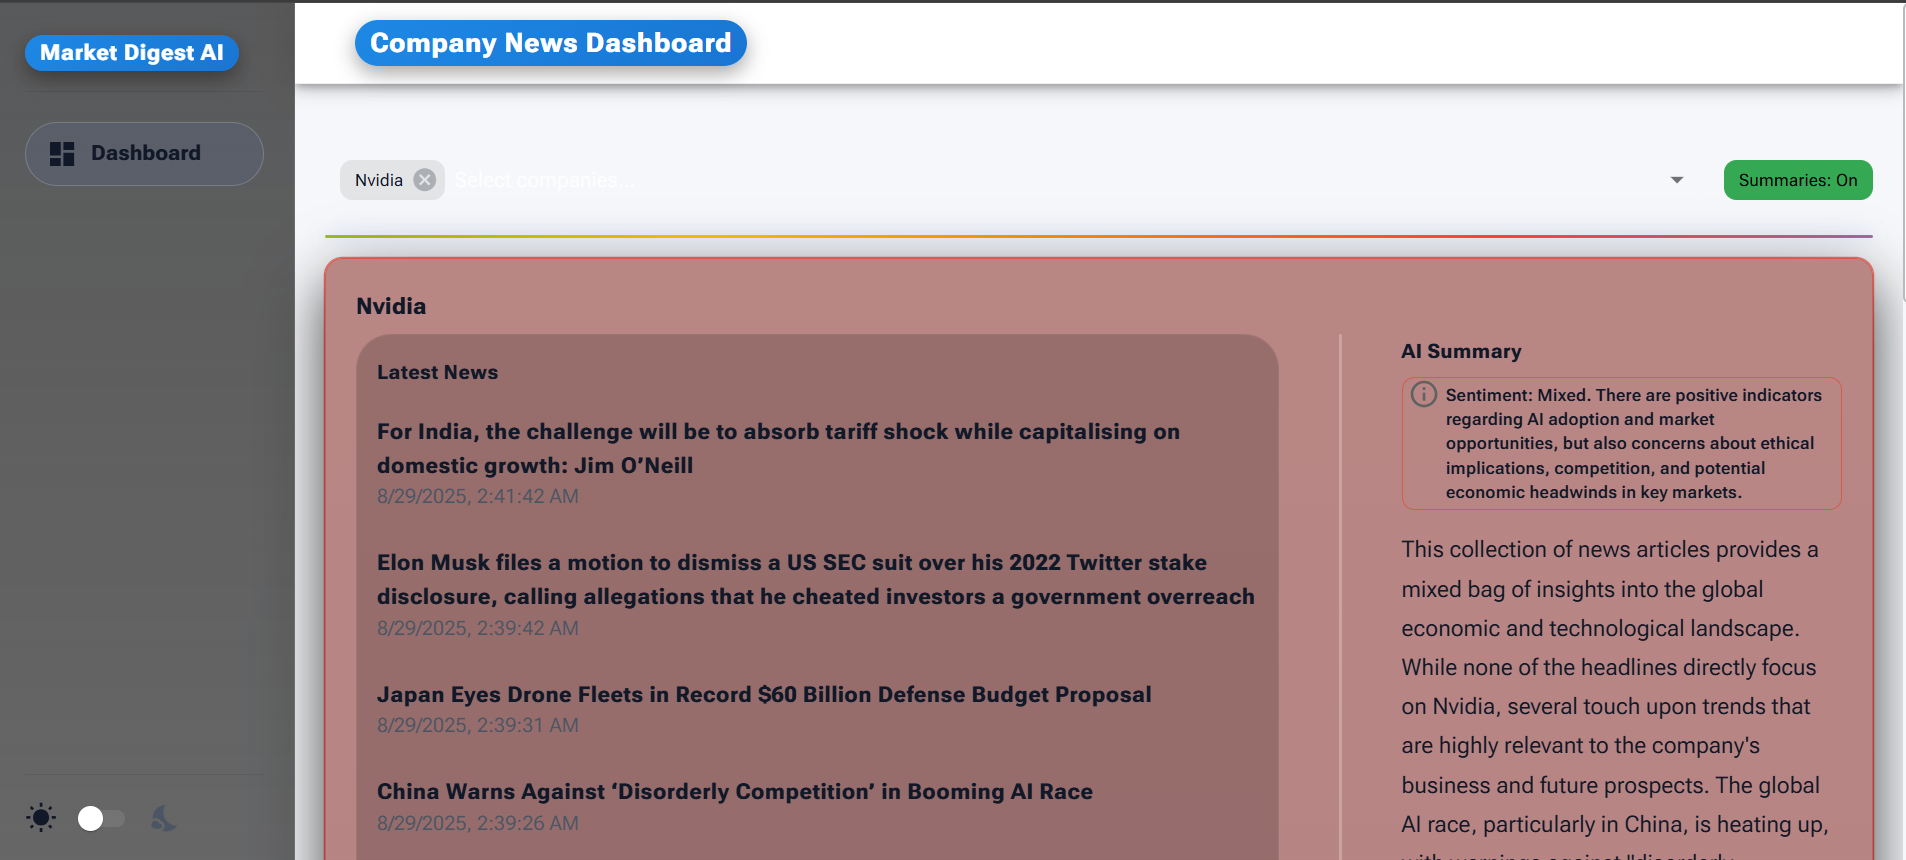 Market Digest AI
Company News Dashboard
Dashboard
Nvidia
Select companies...
Summaries: On
Nvidia
Latest News
For India, the challenge will be to absorb tariff shock while capitalising on
domestic growth: Jim O’Neill
8/29/2025, 2:41:42 AM
Elon Musk files a motion to dismiss a US SEC suit over his 2022 Twitter stake
disclosure, calling allegations that he cheated investors a government overreach
8/29/2025, 2:39:42 AM
Japan Eyes Drone Fleets in Record $60 Billion Defense Budget Proposal
8/29/2025, 2:39:31 AM
China Warns Against ‘Disorderly Competition’ in Booming AI Race
8/29/2025, 2:39:26 AM
AI Summary
Sentiment: Mixed. There are positive indicators
regarding AI adoption and market
opportunities, but also concerns about ethical
implications, competition, and potential
economic headwinds in key markets.
This collection of news articles provides a
mixed bag of insights into the global
economic and technological landscape.
While none of the headlines directly focus
on Nvidia, several touch upon trends that
are highly relevant to the company's
business and future prospects. The global
AI race, particularly in China, is heating up,
with warnings against "disorderly